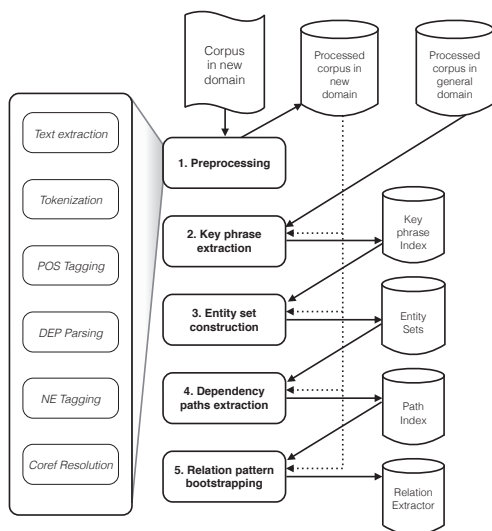 Corpus
in new
domain
Processed
corpus in
new
domain
Processed
corpus in
general
domain
Text extraction
Tokenization
POS Tagging
DEP Parsing
NE Tagging
Coref Resolution
1. Preprocessing
2. Key phrase
extraction
Key
phrase
Index
3. Entity set
construction
Entity
Sets
4. Dependency
paths extraction
Path
Index
5. Relation pattern
bootstrapping
Relation
Extractor